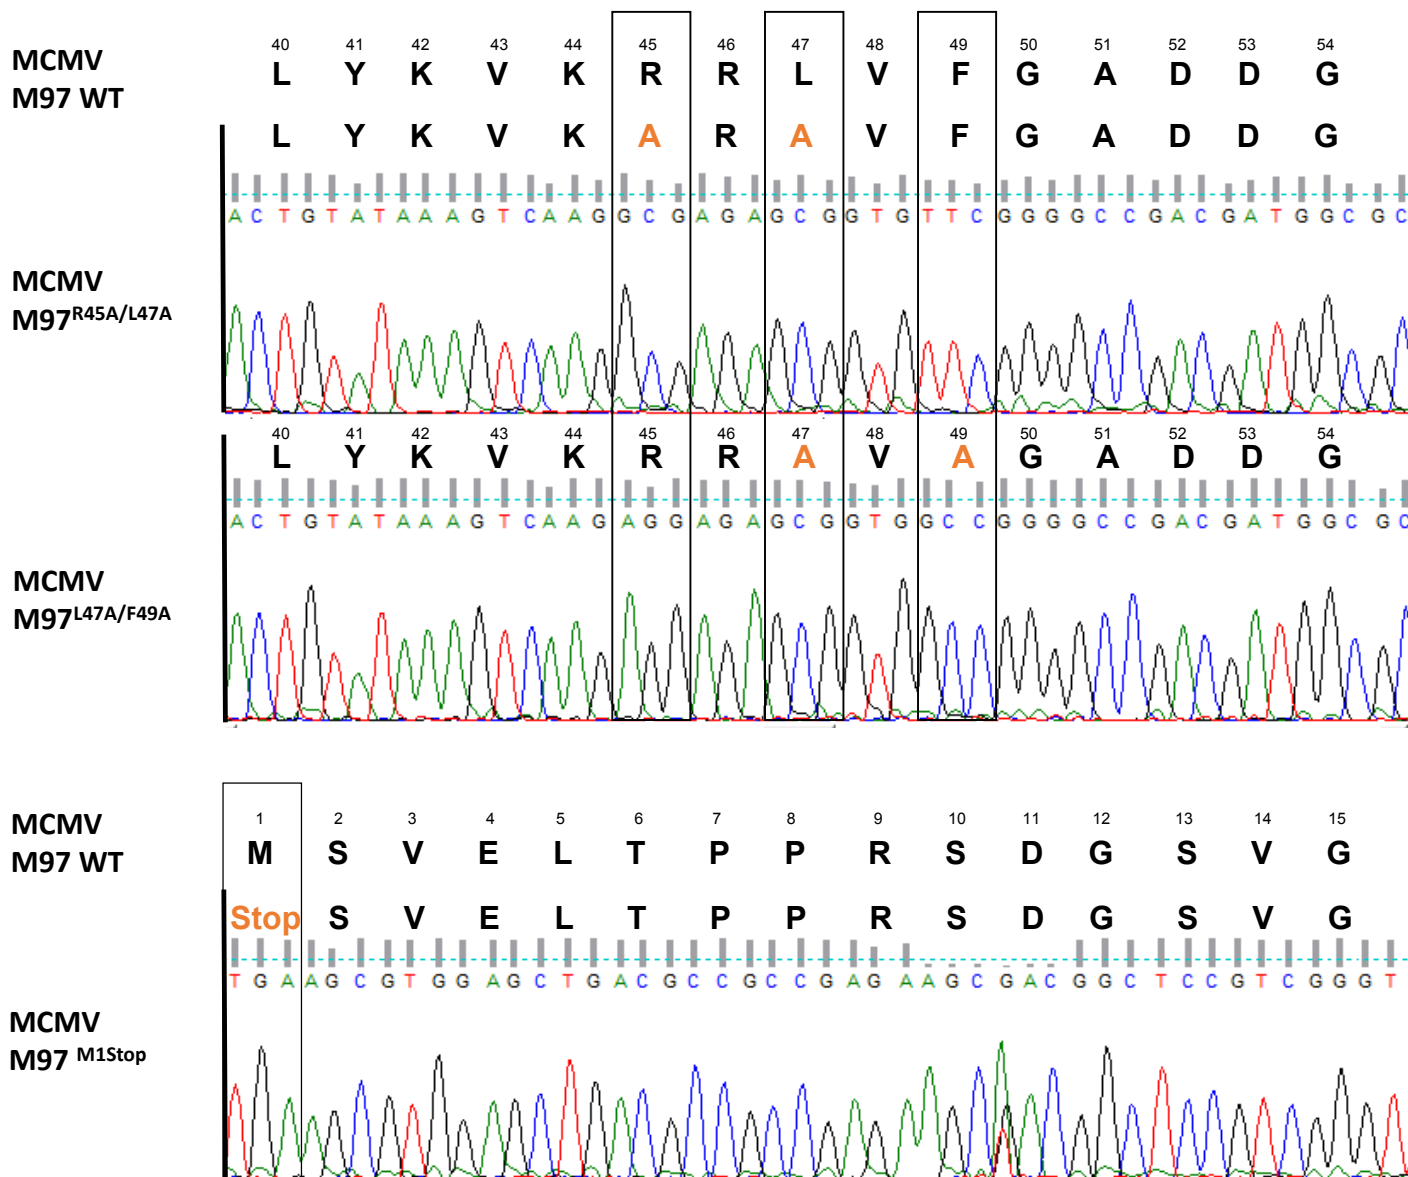 40 41 42 43 44 45 46 47 48 49 50 51 52 53 54
MCMV
M97 WT
L Y K V K R R L V F G A D D G
L Y K V K A R A V F G A D D G
A C T G T A T A A A G T C A A G G C G A G A G C G G T G T T C G G G G C C G A C G A T G G C G C
MCMV
M97R45A/L47A
40 41 42 43 44 45 46 47 48 49 50 51 52 53 54
L Y K V K R R A V A G A D D G
A C T G T A T A A A G T C A A G A G G A G A G C G G T G G C C G G G G C C G A C G A T G G C G C
MCMV
M97L47A/F49A
1 2 3 4 5 6 7 8 9 10 11 12 13 14 15
MCMV
M97 WT
M S V E L T P P R S D G S V G
Stop S V E L T P P R S D G S V G
T G A A G C G T G G A G C T G A C G C C G C C G A G A A G C G A C G G C T C C G T C G G G T
MCMV
M97 M1Stop